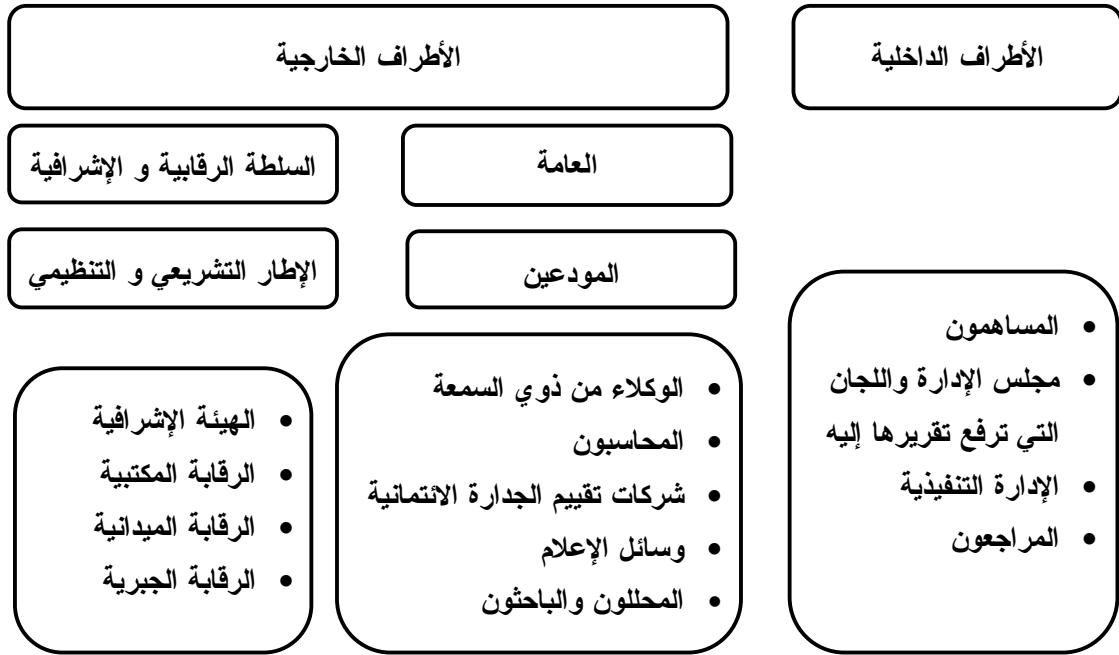 الأطراف الداخلية
الأطراف الخارجية
العامة
السلطة الرقابية و الإشرافية
المودعين
الإطار التشريعي و التنظيمي
• المساهمون
• مجلس الإدارة واللجان
التي ترفع تقريرها إليه
• الإدارة التنفيذية
• المراجعون
• الوكلاء من ذوي السمعة
• المحاسبون
• شركات تقييم الجدارة الائتمانية
• وسائل الإعلام
• المحللون والباحثون
• الهيئة الإشرافية
• الرقابة المكتبية
• الرقابة الميدانية
• الرقابة الجبرية